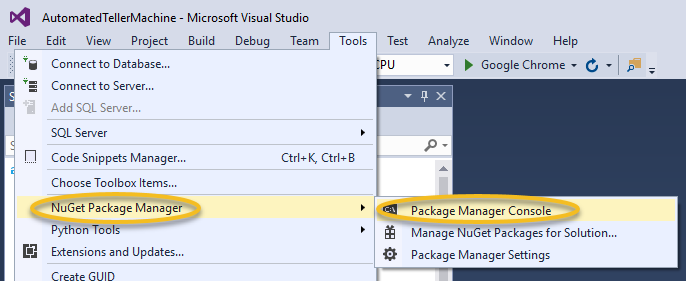 AutomatedTellerMachine - Microsoft Visual Studio
File Edit View Project Build Debug Team Tools Test Analyze Window Help
Connect to Database... CPU Google Chrome
Connect to Server...
Add SQL Server...
SQL Server
Code Snippets Manager... Ctrl+K, Ctrl+B
Choose Toolbox Items...
NuGet Package Manager
Package Manager Console
Python Tools
Manage NuGet Packages for Solution...
Extensions and Updates...
Package Manager Settings
Create GUID